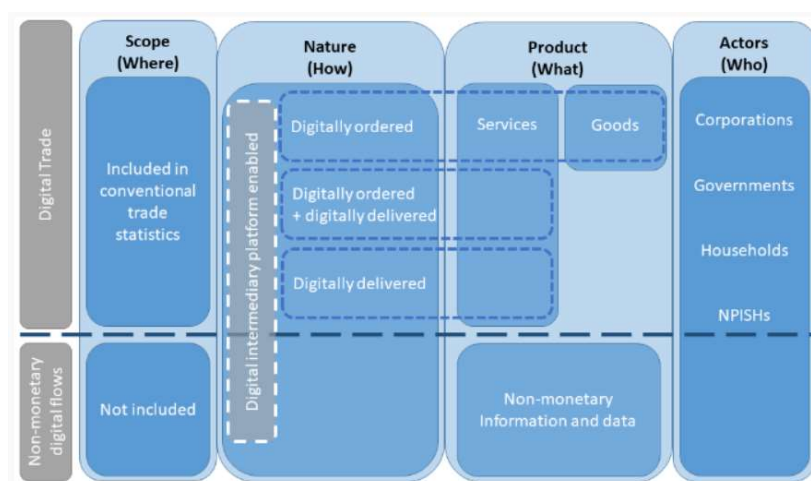 Scope
(Where)
Nature
(How)
Product
(What)
Actors
(Who)
Digital Trade
Included in
conventional
trade
statistics
Digital intermediary platform enabled
Digitally ordered
Digitally ordered
+ digitally delivered
Digitally delivered
Services
Goods
Corporations
Governments
Households
NPISHs
Non-monetary
digital flows
Not included
Non-monetary
Information and data